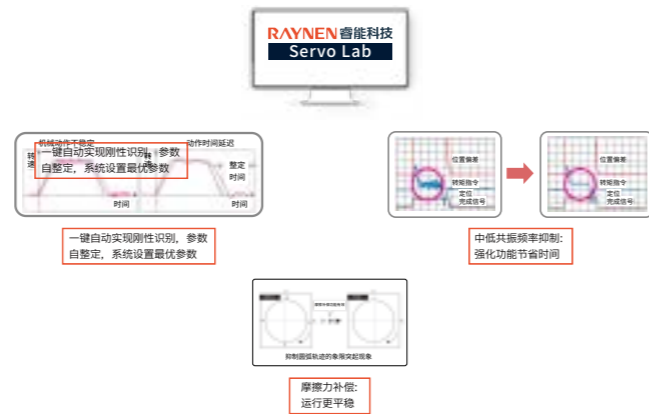 RAYNEN 睿能科技
Servo Lab
机械动作不稳定
动作时间延迟
一键自动实现刚性识别，参数
自整定，系统设置最优参数
转速
转速
整定
时间
时间
时间
一键自动实现刚性识别，参数
自整定，系统设置最优参数
位置偏差
转矩指令
定位
完成信号
位置偏差
转矩指令
定位
完成信号
中低共振频率抑制:
强化功能节省时间
抑制圆弧轨迹的象限突起现象
摩擦力补偿:
运行更平稳